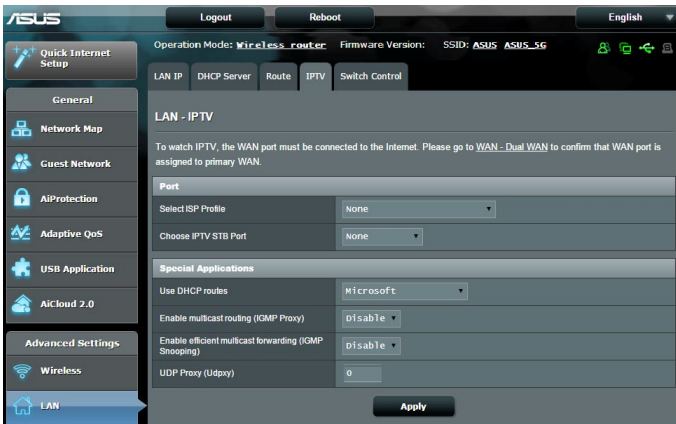 ASUS
Logout
Reboot
English
Quick Internet
Setup
Operation Mode: Wireless router Firmware Version: SSID: ASUS ASUS_5G
LAN IP DHCP Server Route IPTV Switch Control
General
Network Map
Guest Network
AiProtection
Adaptive QoS
USB Application
AiCloud 2.0
Advanced Settings
Wireless
LAN
LAN - IPTV
To watch IPTV, the WAN port must be connected to the Internet. Please go to WAN - Dual WAN to confirm that WAN port is
assigned to primary WAN.
Port
Select ISP Profile None
Choose IPTV STB Port None
Special Applications
Use DHCP routes Microsoft
Enable multicast routing (IGMP Proxy) Disable
Enable efficient multicast forwarding (IGMP
Snooping) Disable
UDP Proxy (Udpxy) 0
Apply